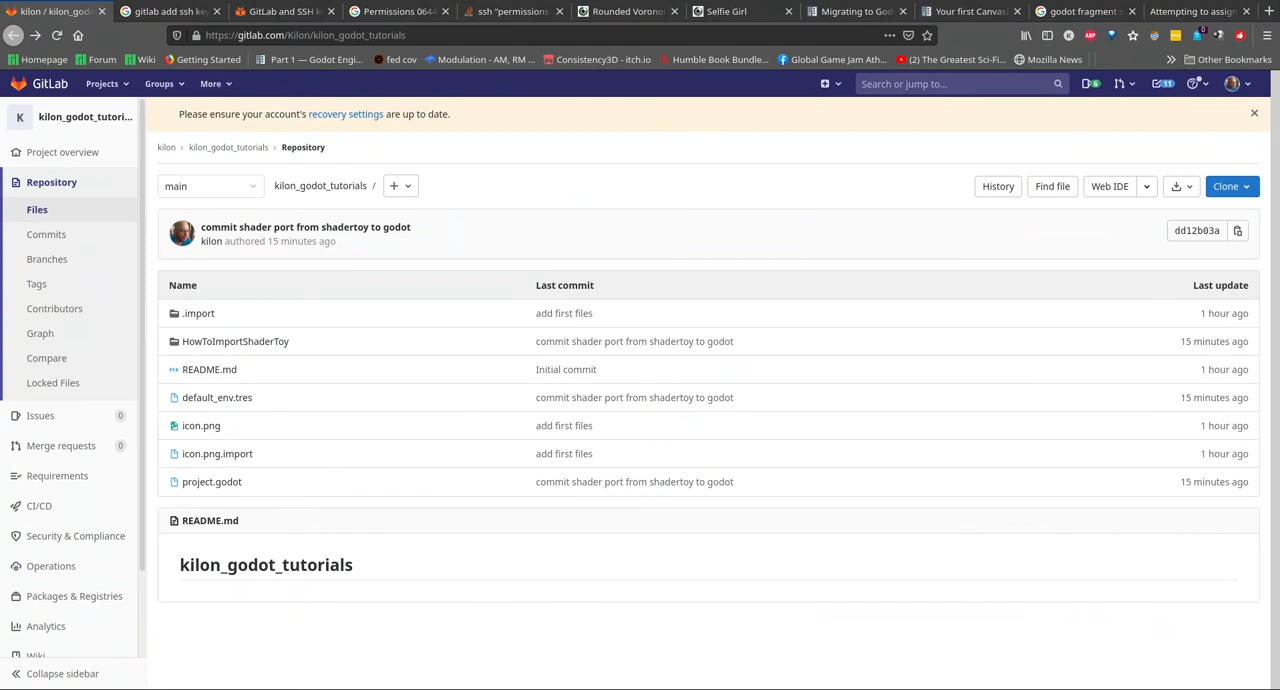 kilon / kilon_godo
gitlab add ssh key
GitLab and SSH k
Permissions 0644
ssh "permissions
Rounded Vorono
Selfie Girl
Migrating to God
Your first Canvas
godot fragment s
Attempting to assig
https://gitlab.com/Kilon/kilon_godot_tutorials
Homepage
Forum
Wiki
Getting Started
Part 1 — Godot Engi...
fed cov
Modulation - AM, RM ...
Consistency3D - itch.io
Humble Book Bundle...
Global Game Jam Ath...
(2) The Greatest Sci-Fi...
Mozilla News
Other Bookmarks
GitLab
Projects
Groups
More
Search or jump to...
6
11
K
kilon_godot_tutori...
Project overview
Repository
Files
Commits
Branches
Tags
Contributors
Graph
Compare
Locked Files
Issues 0
Merge requests 0
Requirements
CI/CD
Security & Compliance
Operations
Packages & Registries
Analytics
Wiki
Collapse sidebar
Please ensure your account's recovery settings are up to date.
kilon › kilon_godot_tutorials › Repository
main
kilon_godot_tutorials /
History
Find file
Web IDE
Clone
commit shader port from shadertoy to godot
kilon authored 15 minutes ago
dd12b03a
Name Last commit Last update
.import add first files 1 hour ago
HowToImportShaderToy commit shader port from shadertoy to godot 15 minutes ago
README.md Initial commit 1 hour ago
default_env.tres commit shader port from shadertoy to godot 15 minutes ago
icon.png add first files 1 hour ago
icon.png.import add first files 1 hour ago
project.godot commit shader port from shadertoy to godot 15 minutes ago
README.md
kilon_godot_tutorials